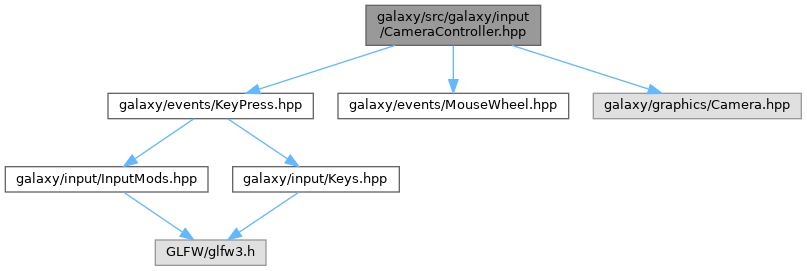 galaxy/src/galaxy/input
/CameraController.hpp
galaxy/events/KeyPress.hpp
galaxy/events/MouseWheel.hpp
galaxy/graphics/Camera.hpp
galaxy/input/InputMods.hpp
galaxy/input/Keys.hpp
GLFW/glfw3.h